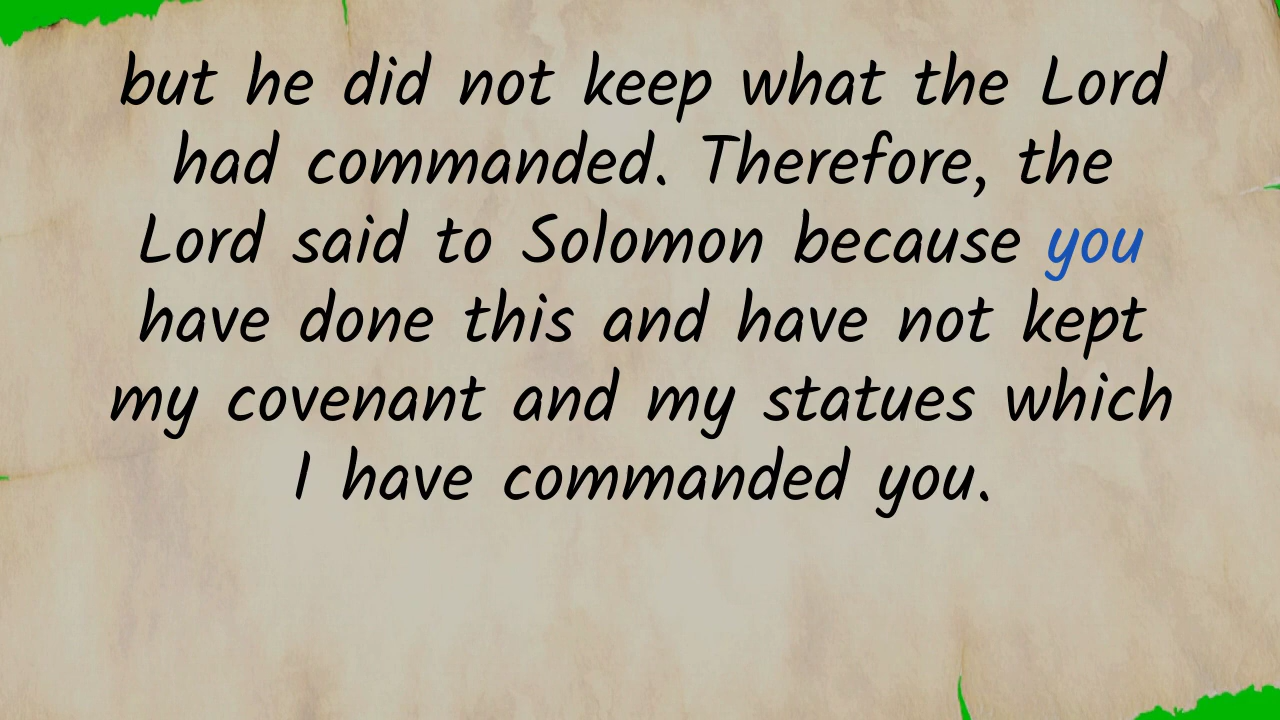 but he did not keep what the Lord
had commanded. Therefore, the
Lord said to Solomon because you
have done this and have not kept
my covenant and my statues which
I have commanded you.